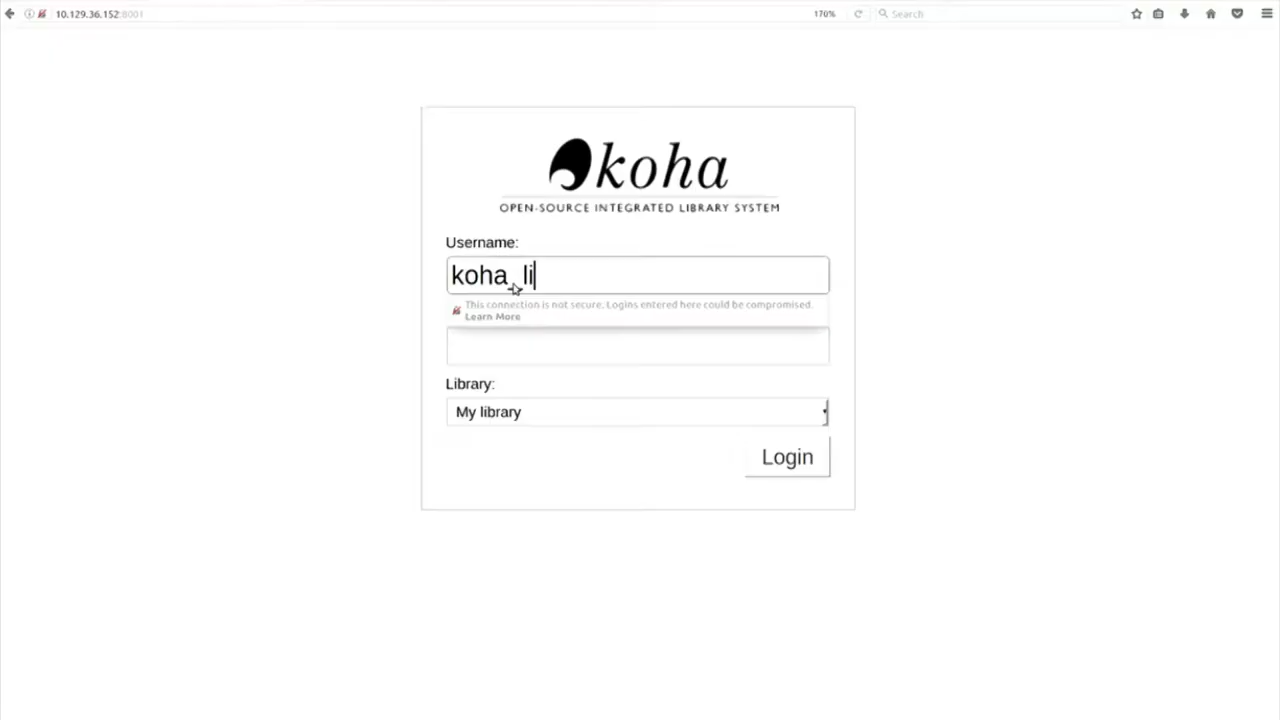 10.129.36.152:8001
170%
Search
koha
OPEN-SOURCE INTEGRATED LIBRARY SYSTEM
Username:
koha_li
This connection is not secure. Logins entered here could be compromised.
Learn More
Library:
My library
Login